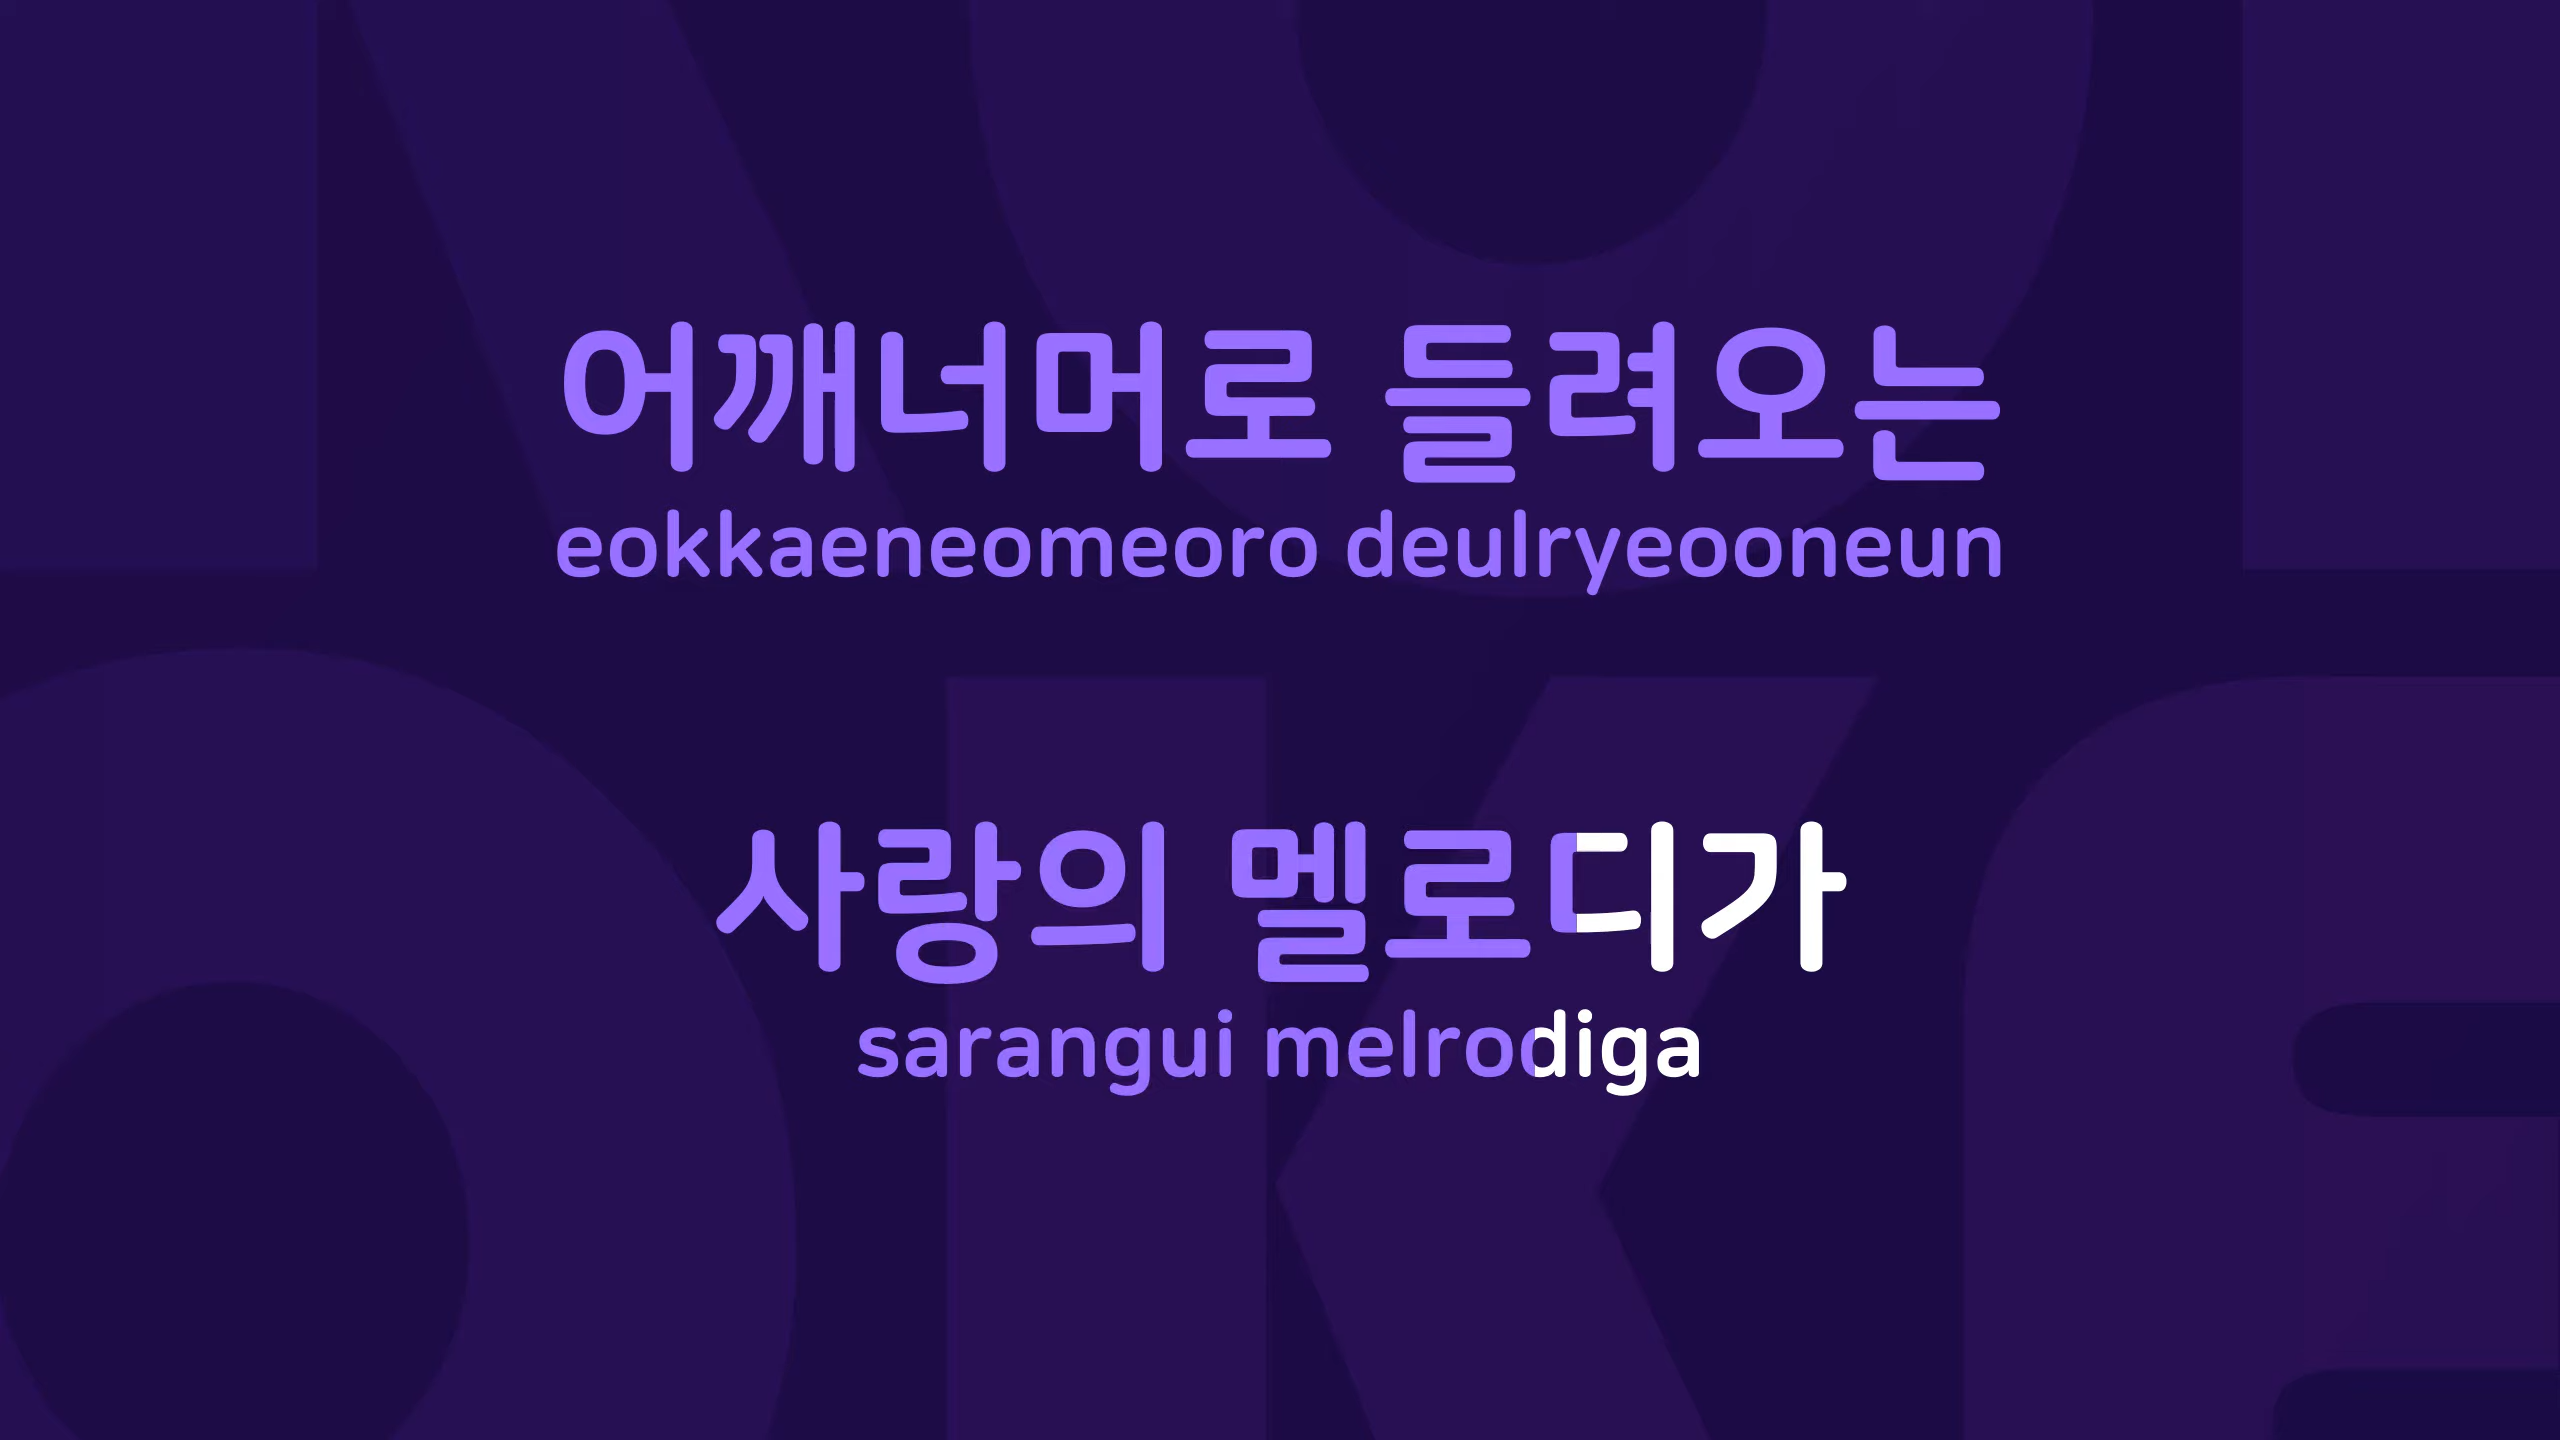 어깨너머로 들려오는
eokkaeneomeoro deulryeooneun
사랑의 멜로디가
sarangui melrodiga